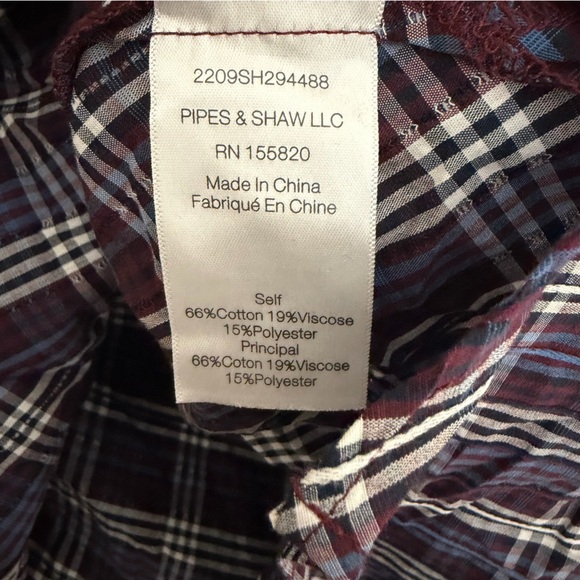 2209SH294488
PIPES & SHAW LLC
RN 155820
Made In China
Fabriqué En Chine
Self
66%Cotton 19%Viscose
15%Polyester
Principal
66%Coton 19%Viscose
15%Polyester